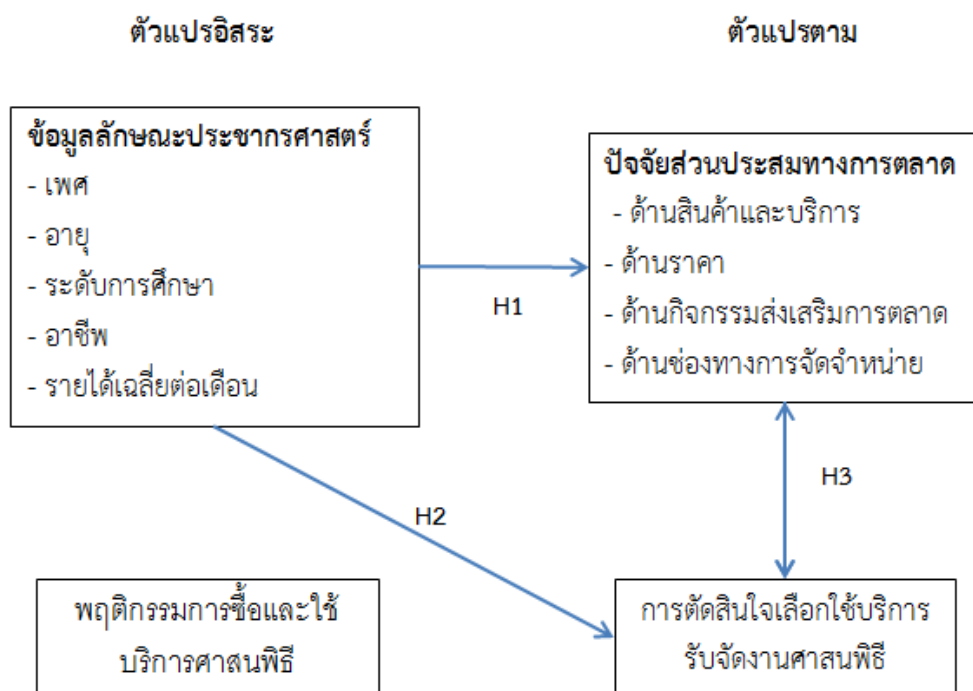 ตัวแปรอิสระ
ตัวแปรตาม
ข้อมูลลักษณะประชากรศาสตร์
- เพศ
- อายุ
- ระดับการศึกษา
- อาชีพ
- รายได้เฉลี่ยต่อเดือน
ปัจจัยส่วนประสมทางการตลาด
- ด้านสินค้าและบริการ
- ด้านราคา
- ด้านกิจกรรมส่งเสริมการตลาด
- ด้านช่องทางการจัดจำหน่าย
H1
H2
H3
พฤติกรรมการซื้อและใช้
บริการศาสนพิธี
การตัดสินใจเลือกใช้บริการ
รับจัดงานศาสนพิธี